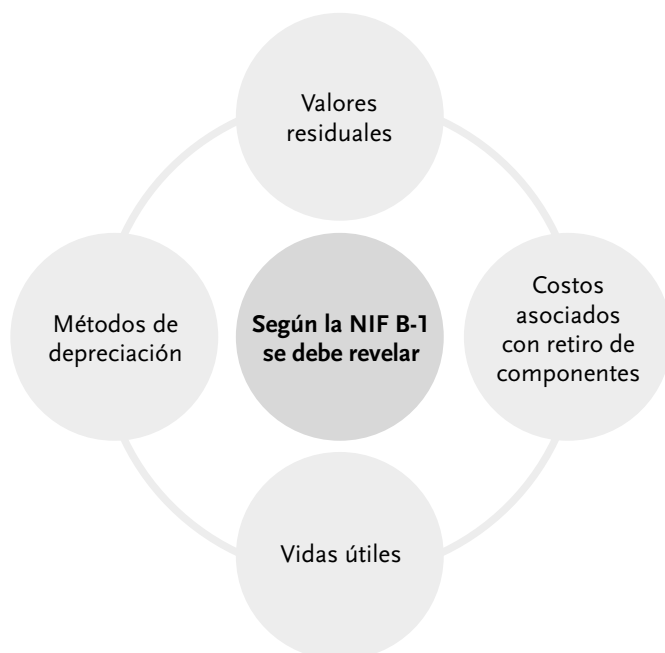 Valores
residuales
Métodos de
depreciación
Según la NIF B-1
se debe revelar
Costos
asociados
con retiro de
componentes
Vidas útiles